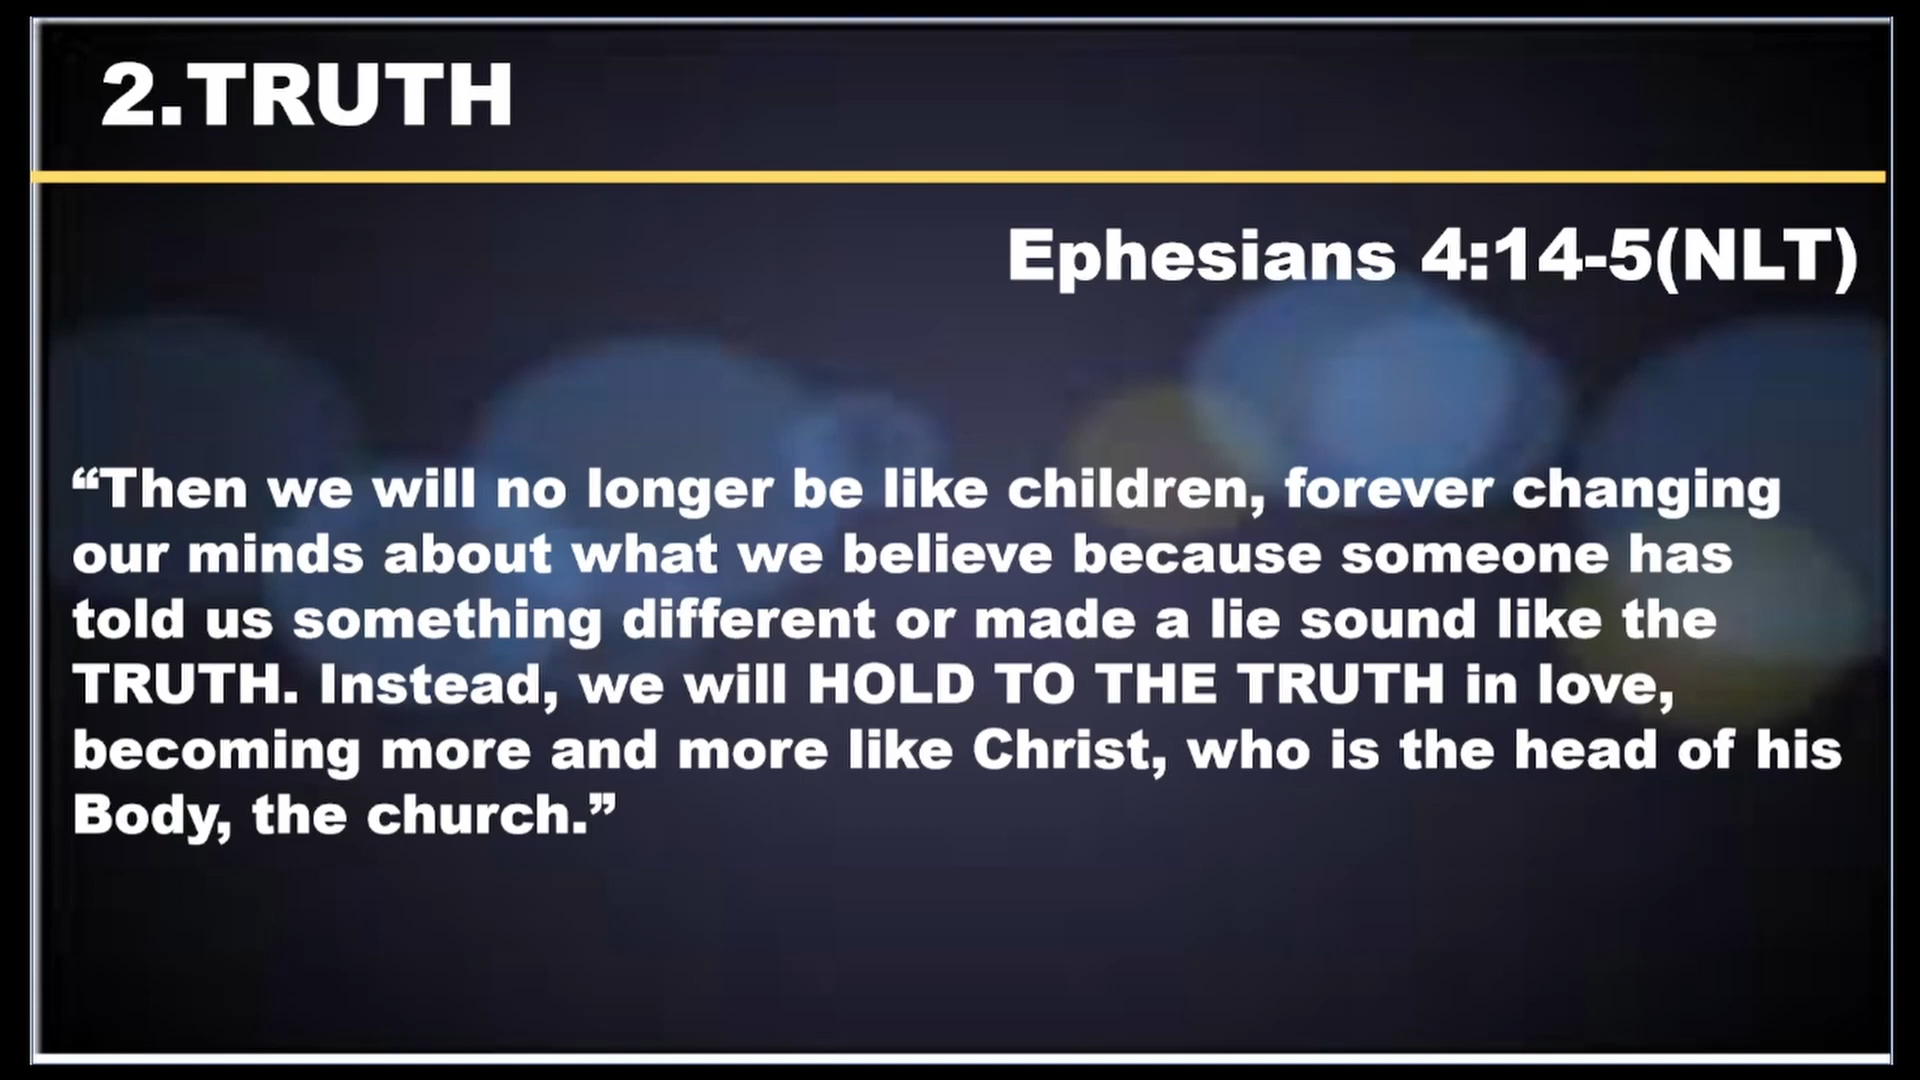 2.TRUTH
Ephesians 4:14-5(NLT)
“Then we will no longer be like children, forever changing
our minds about what we believe because someone has
told us something different or made a lie sound like the
TRUTH. Instead, we will HOLD TO THE TRUTH in love,
becoming more and more like Christ, who is the head of his
Body, the church.”